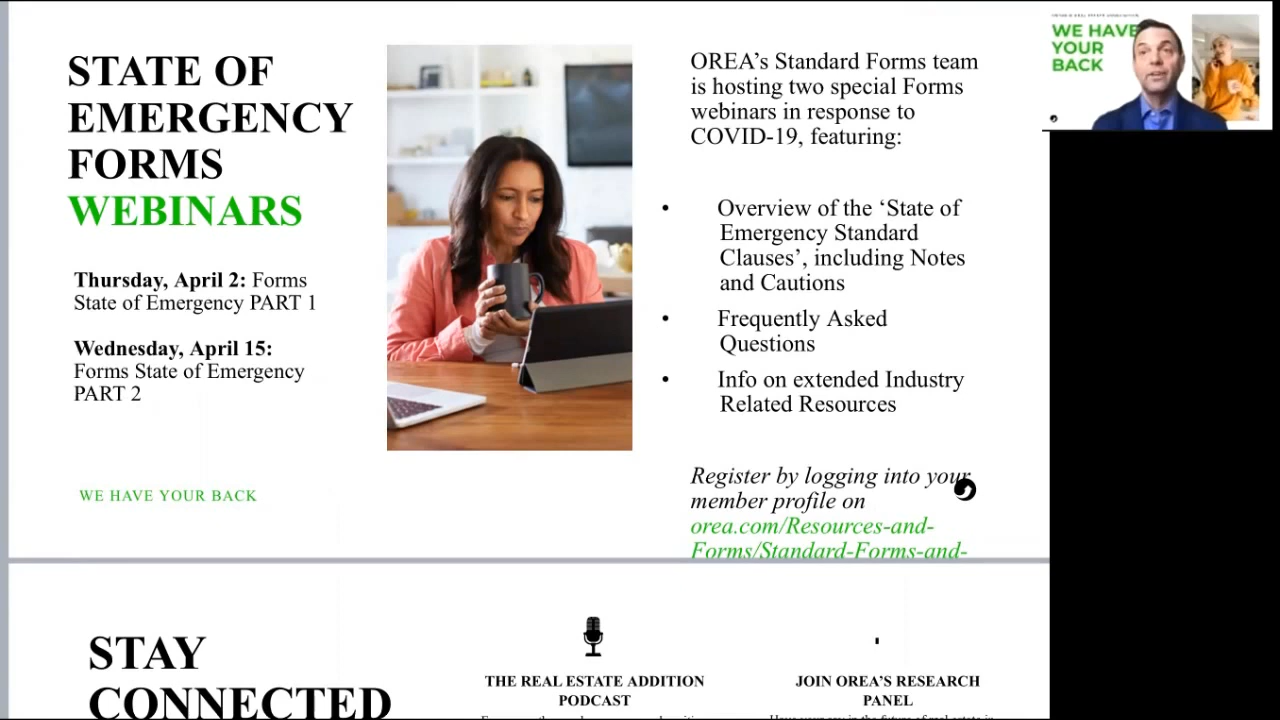 STATE OF
EMERGENCY
FORMS
WEBINARS
Thursday, April 2: Forms
State of Emergency PART 1
Wednesday, April 15:
Forms State of Emergency
PART 2
WE HAVE YOUR BACK
OREA’s Standard Forms team
is hosting two special Forms
webinars in response to
COVID-19, featuring:
• Overview of the ‘State of
Emergency Standard
Clauses’, including Notes
and Cautions
• Frequently Asked
Questions
• Info on extended Industry
Related Resources
Register by logging into your
member profile on
orea.com/Resources-and-
Forms/Standard-Forms-and-
WE HAVE
YOUR
BACK
STAY
CONNECTED
THE REAL ESTATE ADDITION
PODCAST
JOIN OREA’S RESEARCH
PANEL